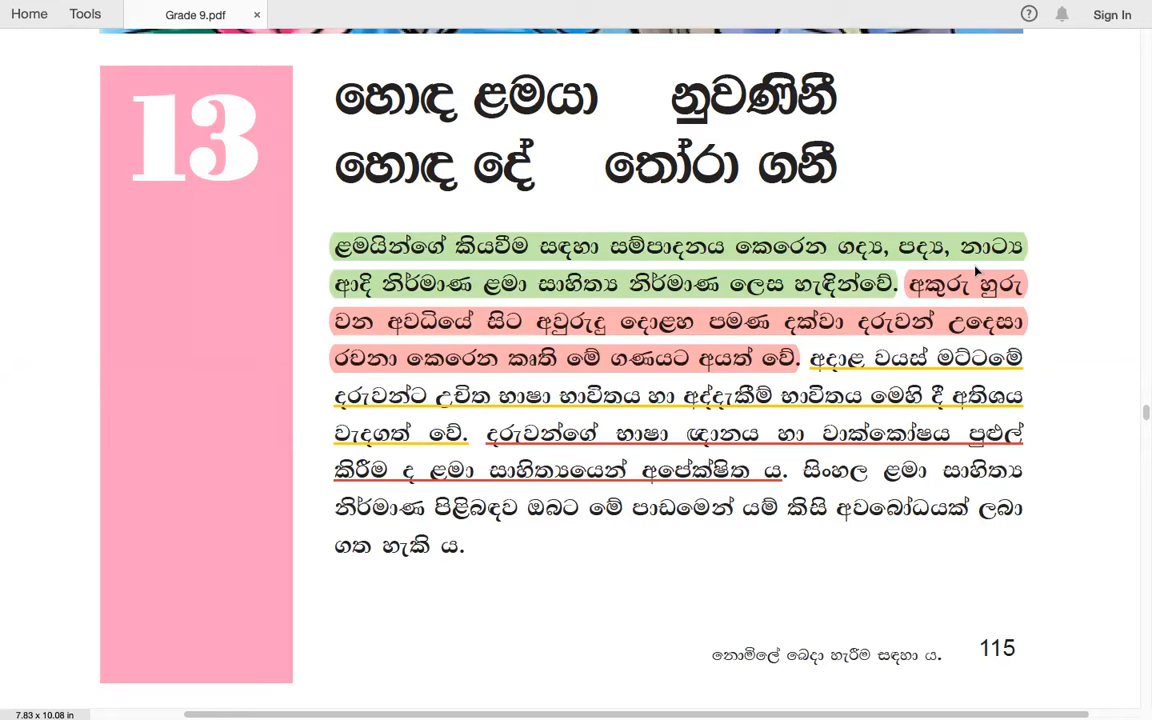 Home Tools Grade 9.pdf × Sign In
13
හොඳ ළමයා නුවණිනී
හොඳ දේ තෝරා ගනී
ළමයින්ගේ කියවීම සඳහා සම්පාදනය කෙරෙන ගද්‍ය, පද්‍ය, නාට්‍ය
ආදි නිර්මාණ ළමා සාහිත්‍ය නිර්මාණ ලෙස හැඳින්වේ. අකුරු හුරු
වන අවධියේ සිට අවුරුදු දොළහ පමණ දක්වා දරුවන් උදෙසා
රචනා කෙරෙන කෘති මේ ගණයට අයත් වේ. අදාළ වයස් මට්ටමේ
දරුවන්ට උචිත භාෂා භාවිතය හා අද්දැකීම් භාවිතය මෙහි දී අතිශය
වැදගත් වේ. දරුවන්ගේ භාෂා ඥානය හා වාක්කෝෂය පුළුල්
කිරීම ද ළමා සාහිත්‍යයෙන් අපේක්ෂිත ය. සිංහල ළමා සාහිත්‍ය
නිර්මාණ පිළිබඳව ඔබට මේ පාඩමෙන් යම් කිසි අවබෝධයක් ලබා
ගත හැකි ය.
නොමිලේ බෙදා හැරීම සඳහා ය. 115
7.83 x 10.08 in